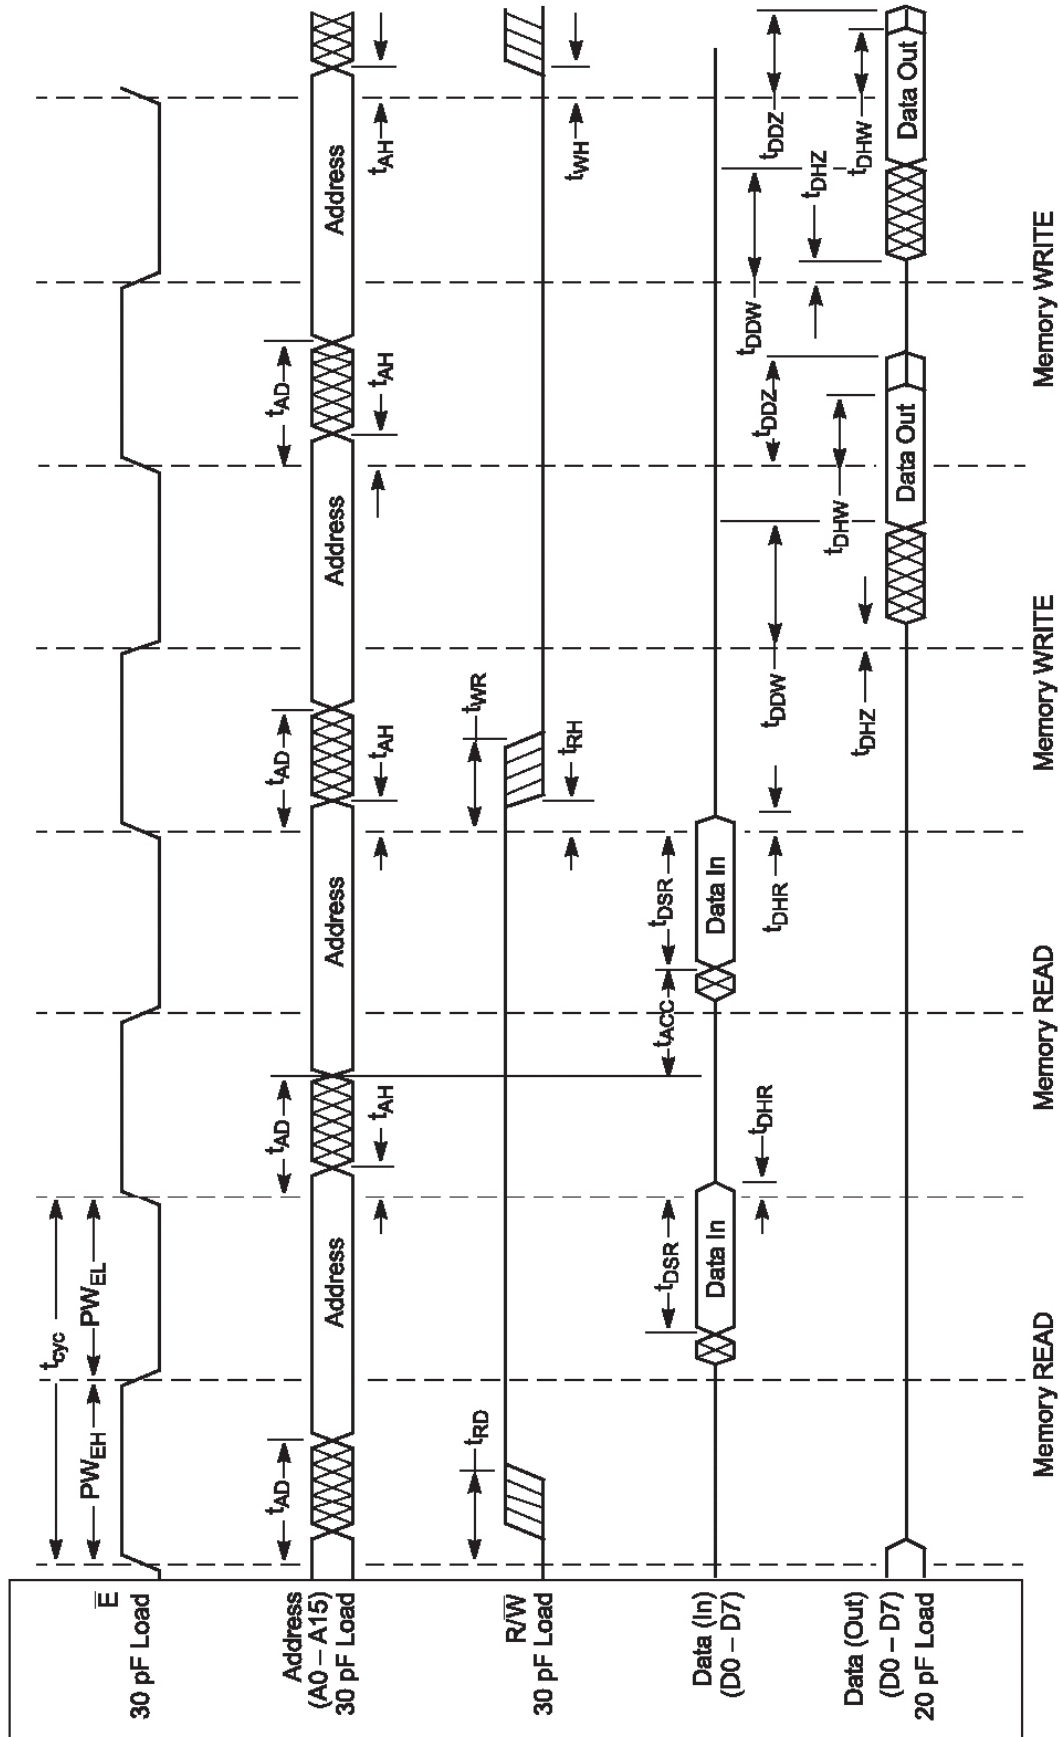 tcyc
PWEH PWEL
E̅
30 pF Load
tAD tAD tAD tAD
Address
(A0 – A15)
30 pF Load
Address Address Address Address Address
tAH tAH tAH tAH
tRD tWR
R/W̅
30 pF Load
tRH tWH
tDSR tACC tDSR
Data (In)
(D0 – D7)
Data In Data In
tDHR tDHR tDDW tDDZ tDDW tDDZ
tDHZ tDHW tDHZ tDHW
Data (Out)
(D0 – D7)
20 pF Load
Data Out Data Out
Memory READ Memory READ Memory WRITE Memory WRITE